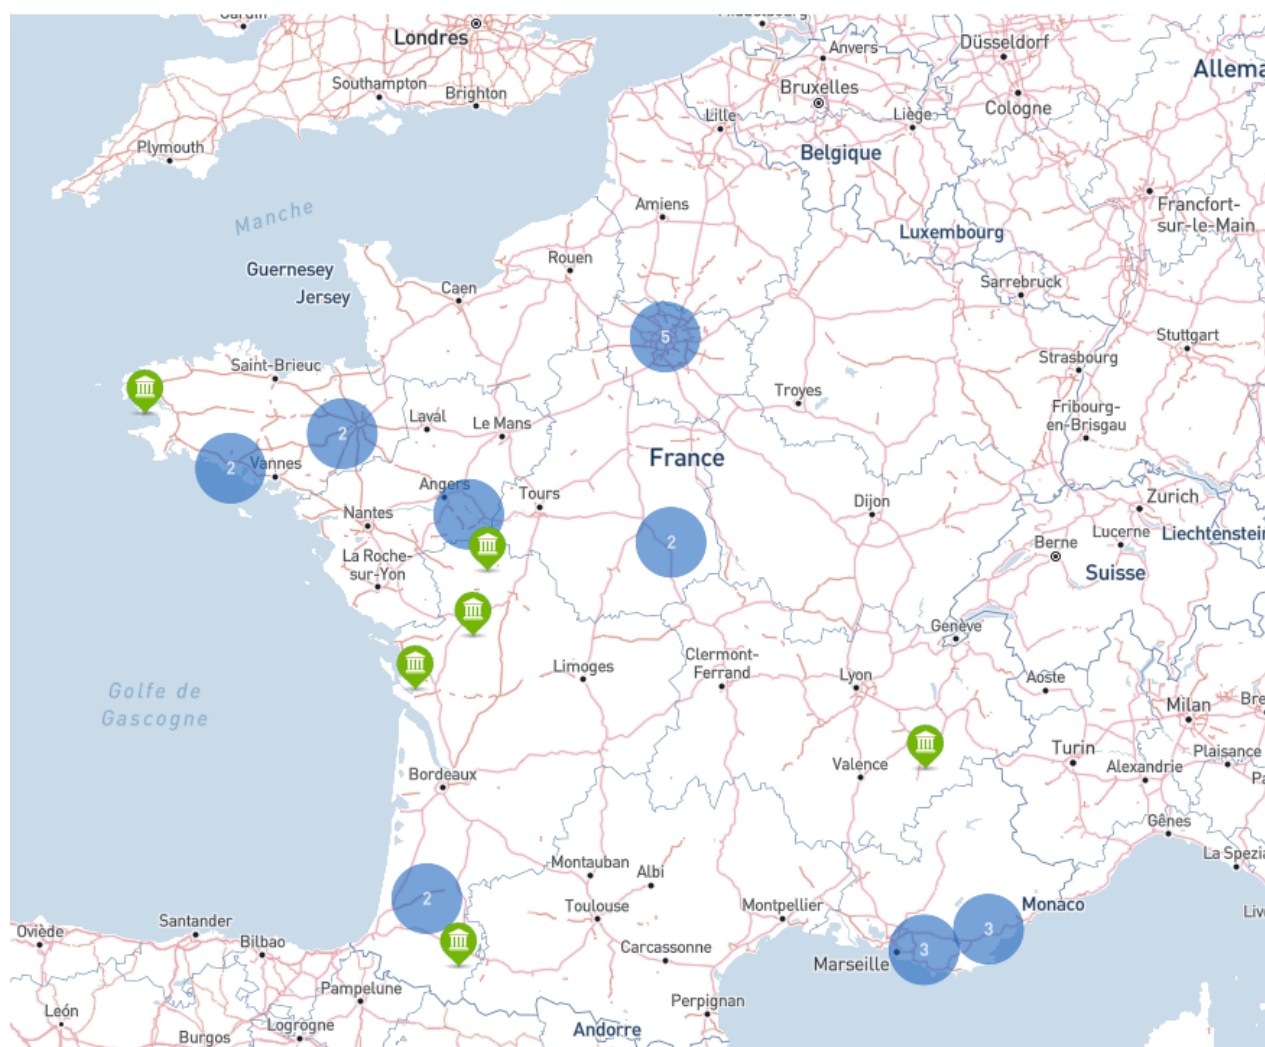 Londres
Southampton
Brighton
Plymouth
Manche
Guernesey
Jersey
Anvers
Bruxelles
Lille
Liège
Belgique
Düsseldorf
Cologne
Allema
Francfort-
sur-le-Main
Luxembourg
Sarrebruck
Amiens
Rouen
Caen
5
Stuttgart
Strasbourg
Fribourg-
en-Brisgau
Troyes
Saint-Brieuc
Laval
Le Mans
2
2
Vannes
France
Angers
Tours
Nantes
La Roche-
sur-Yon
2
Dijon
Zurich
Lucerne
Liechtenstein
Berne
Suisse
Genève
Limoges
Clermont-
Ferrand
Lyon
Aoste
Milan
Bre
Golfe de
Gascogne
Turin
Plaisance
Pa
Alexandrie
Valence
Bordeaux
Gênes
La Spezia
Montauban
Albi
2
Toulouse
Montpellier
Monaco
3
3
Liv
Marseille
Carcassonne
Perpignan
Andorre
Santander
Oviède
Bilbao
Pampelune
León
Logrogne
Burgos